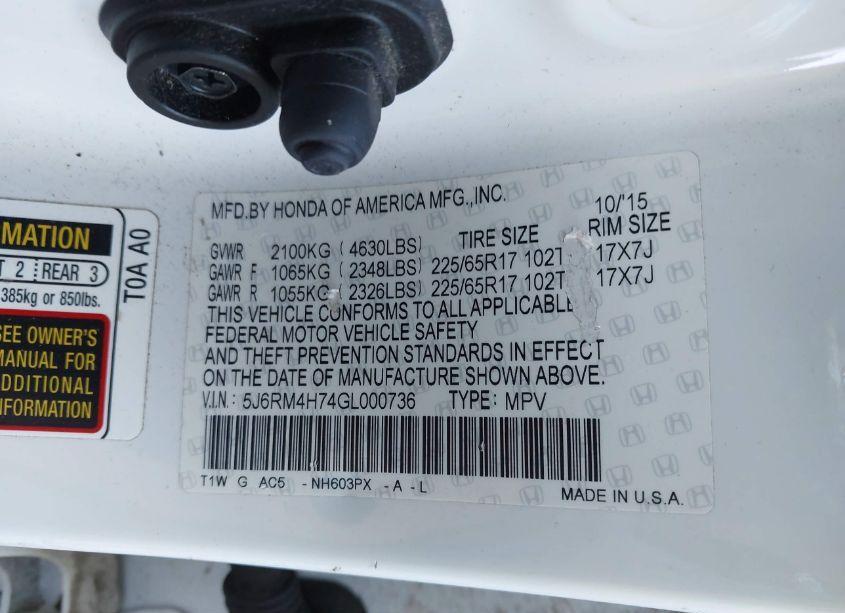 MATION
T 2 REAR 3
385kg or 850lbs.
SEE OWNER'S
MANUAL FOR
ADDITIONAL
INFORMATION
T0A A0
MFD.BY HONDA OF AMERICA MFG.,INC. 10/'15
TIRE SIZE RIM SIZE
GVWR 2100KG ( 4630LBS)
GAWR F 1065KG ( 2348LBS) 225/65R17 102T 17X7J
GAWR R 1055KG ( 2326LBS) 225/65R17 102T 17X7J
THIS VEHICLE CONFORMS TO ALL APPLICABLE
FEDERAL MOTOR VEHICLE SAFETY
AND THEFT PREVENTION STANDARDS IN EFFECT
ON THE DATE OF MANUFACTURE SHOWN ABOVE.
V.I.N.: 5J6RM4H74GL000736 TYPE: MPV
T1W G AC5 -NH603PX -A -L
MADE IN U.S.A.